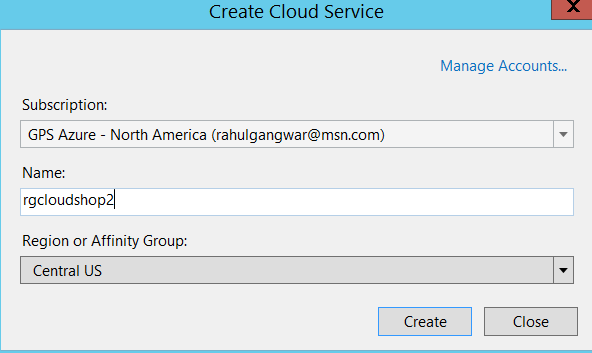 Create Cloud Service
X
Manage Accounts...
Subscription:
GPS Azure - North America (rahulgangwar@msn.com)
Name:
rgcloudshop2
Region or Affinity Group:
Central US
Create Close